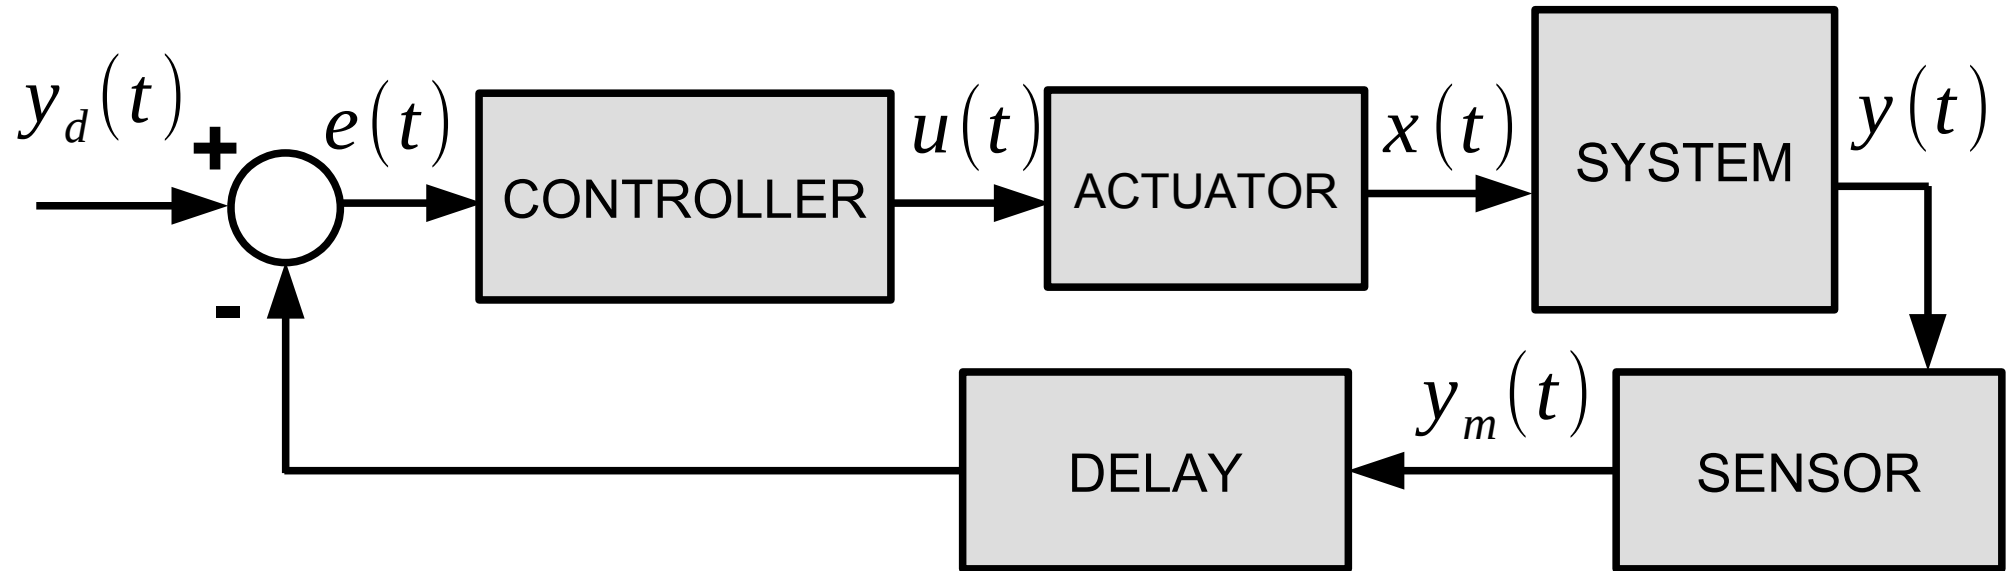 y_d(t)
+
e(t)
CONTROLLER
u(t)
ACTUATOR
x(t)
SYSTEM
y(t)
-
DELAY
y_m(t)
SENSOR